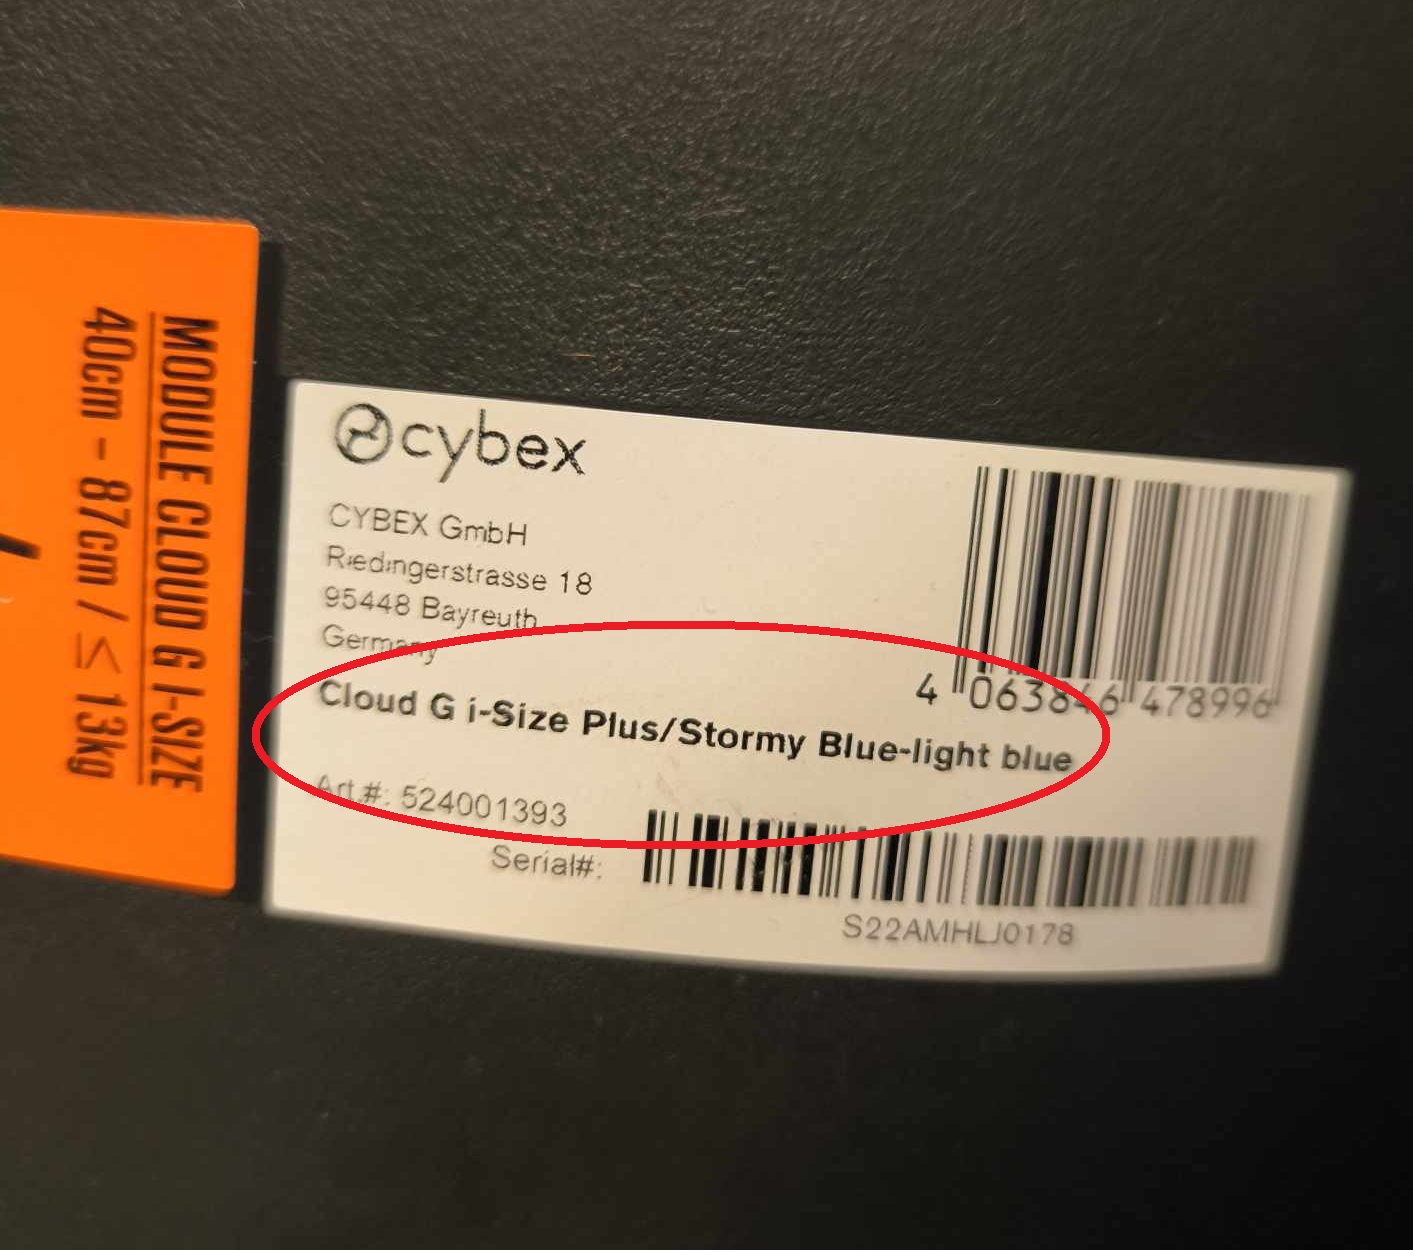 MODULE CLOUD G I-SIZE
40cm - 87cm / ≤ 13kg
cybex
CYBEX GmbH
Riedingerstrasse 18
95448 Bayreuth
Germany
4 063846 478996
Cloud G i-Size Plus/Stormy Blue-light blue
Art.#: 524001393
Serial#:
S22AMHLJ0178